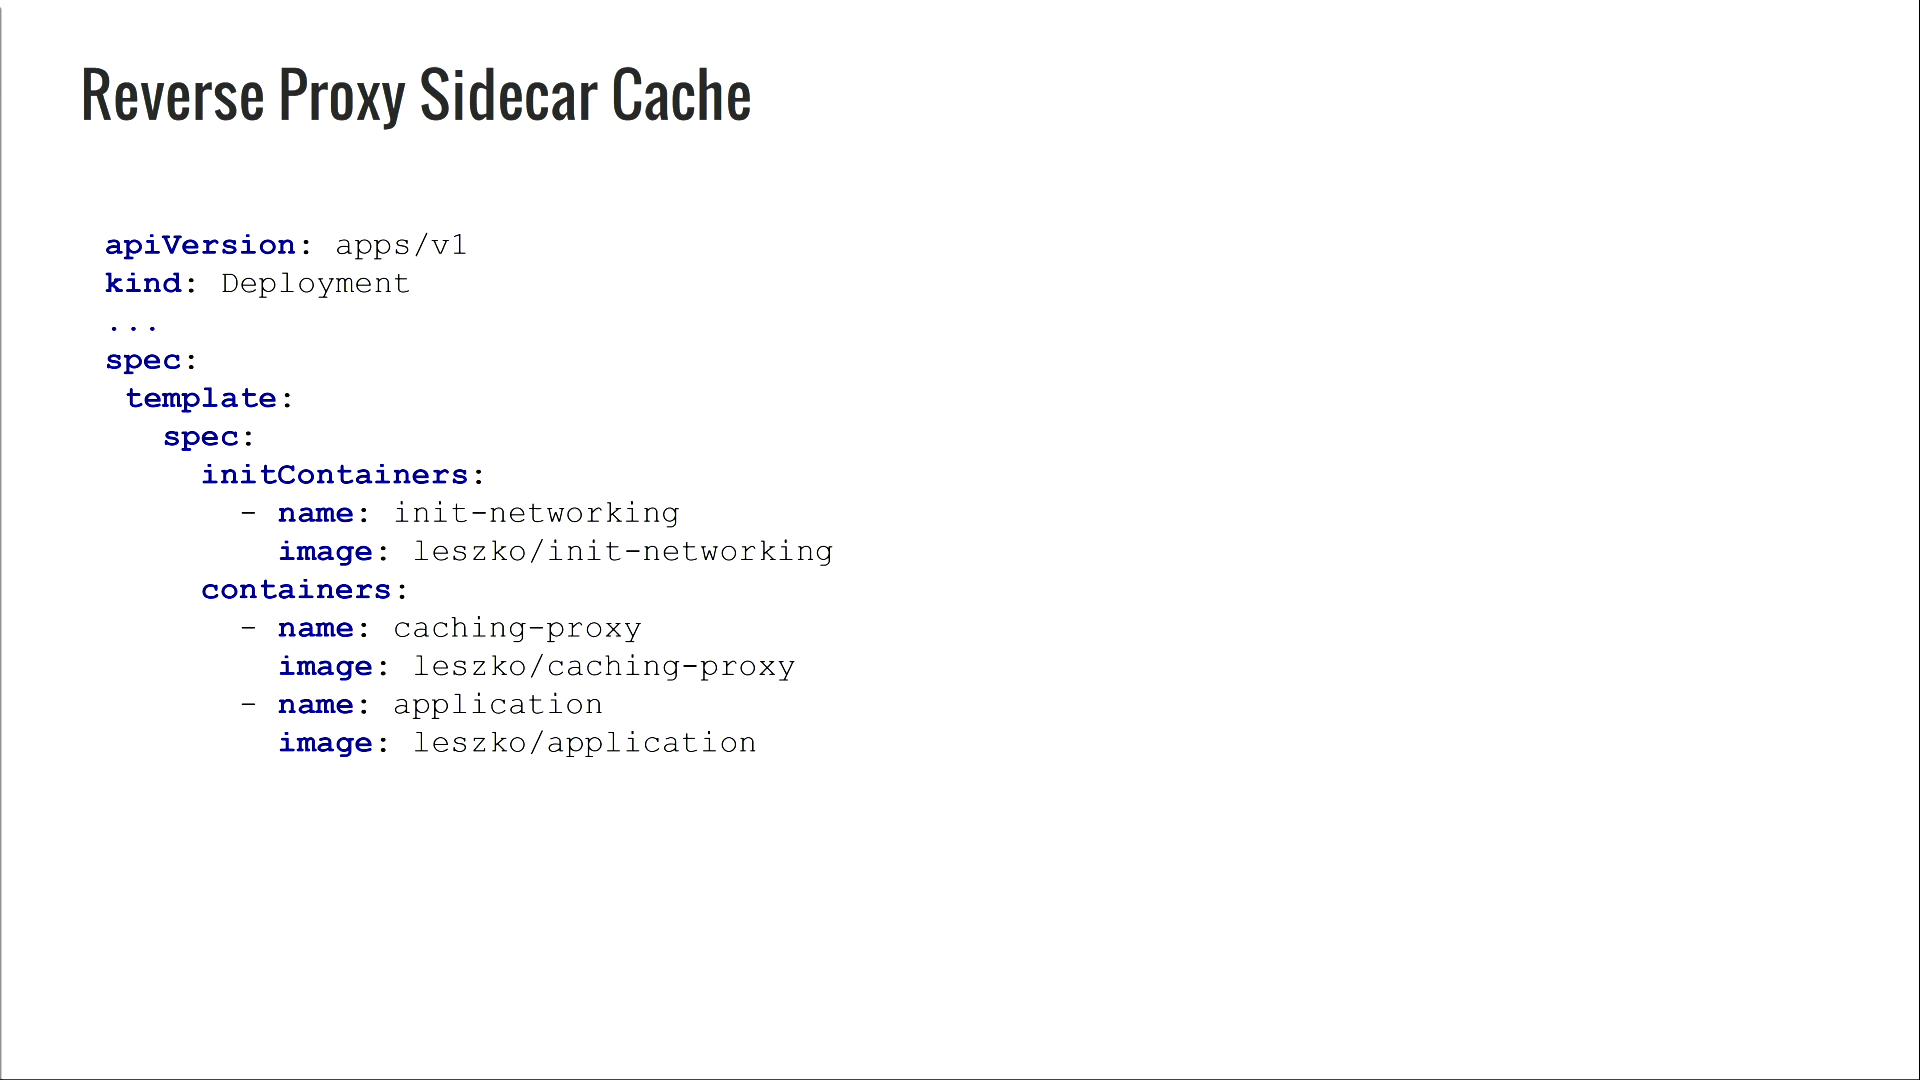 Reverse Proxy Sidecar Cache
apiVersion: apps/v1
kind: Deployment
...
spec:
 template:
   spec:
     initContainers:
       - name: init-networking
         image: leszko/init-networking
     containers:
       - name: caching-proxy
         image: leszko/caching-proxy
       - name: application
         image: leszko/application